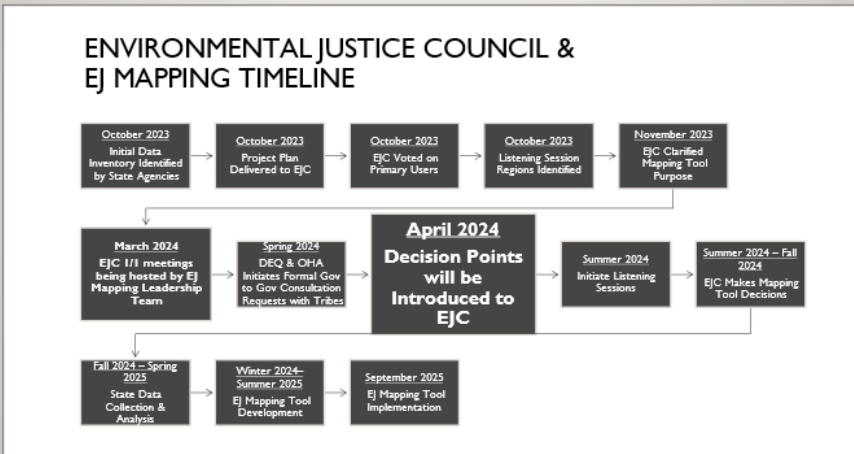 ENVIRONMENTAL JUSTICE COUNCIL &
EJ MAPPING TIMELINE
October 2023
Initial Data
Inventory Identified
by State Agencies
October 2023
Project Plan
Delivered to EJC
October 2023
EJC Voted on
Primary Users
October 2023
Listening Session
Regions Identified
November 2023
EJC Clarified
Mapping Tool
Purpose
March 2024
EJC 1/1 meetings
being hosted by EJ
Mapping Leadership
Team
Spring 2024
DEQ & OHA
Initiates Formal Gov
to Gov Consultation
Requests with Tribes
April 2024
Decision Points
will be
Introduced to
EJC
Summer 2024
Initiate Listening
Sessions
Summer 2024 – Fall
2024
EJC Makes Mapping
Tool Decisions
Fall 2024 – Spring
2025
State Data
Collection &
Analysis
Winter 2024–
Summer 2025
EJ Mapping Tool
Development
September 2025
EJ Mapping Tool
Implementation